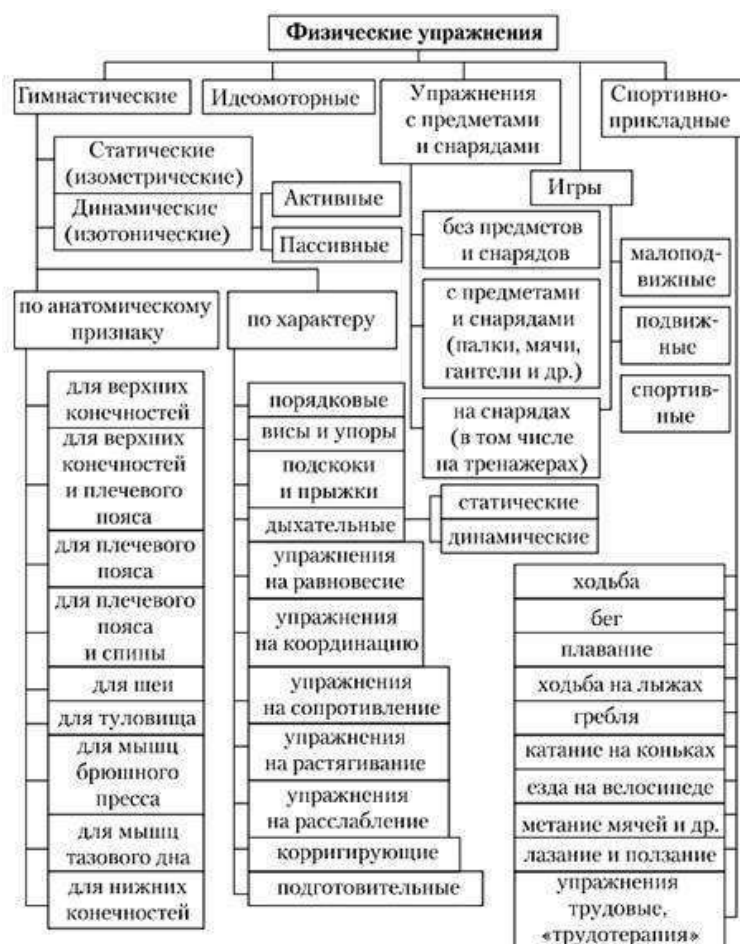 Физические упражнения
Гимнастические
Идеомоторные
Упражнения
с предметами
и снарядами
Спортивно-
прикладные
Статические
(изометрические)
Динамические
(изотонические)
Активные
Пассивные
Игры
без предметов
и снарядов
с предметами
и снарядами
(палки, мячи,
гантели и др.)
на снарядах
(в том числе
на тренажерах)
малопод-
вижные
подвиж-
ные
спортив-
ные
по анатомическому
признаку
по характеру
для верхних
конечностей
для верхних
конечностей
и плечевого
пояса
для плечевого
пояса
для плечевого
пояса
и спины
для шеи
для туловища
для мышц
брюшного
пресса
для мышц
тазового дна
для нижних
конечностей
порядковые
висы и упоры
подскоки
и прыжки
дыхательные
статические
динамические
упражнения
на равновесие
упражнения
на координацию
упражнения
на сопротивление
упражнения
на растягивание
упражнения
на расслабление
корригирующие
подготовительные
ходьба
бег
плавание
ходьба на лыжах
гребля
катание на коньках
езда на велосипеде
метание мячей и др.
лазание и ползание
упражнения
трудовые,
«трудотерапия»